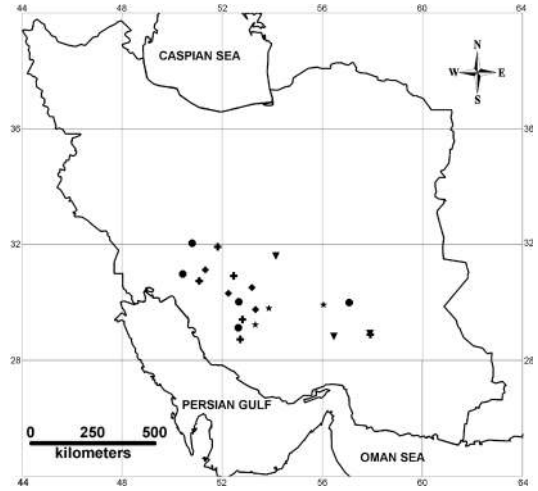 44 48 52 56 60 64
CASPIAN SEA
N
W E
S
36 36
32 32
28 28
PERSIAN GULF
0 250 500
kilometers
OMAN SEA
44 48 52 56 60 64